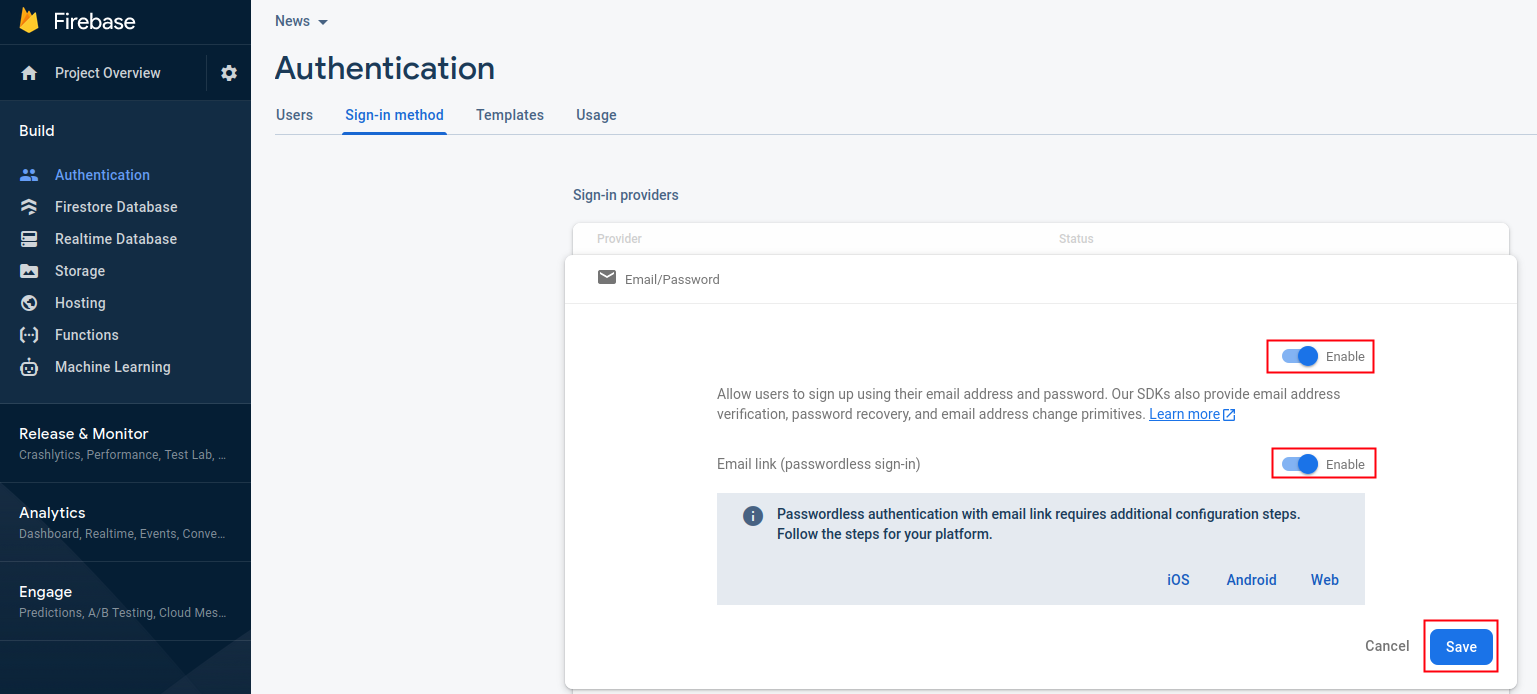 Firebase
Project Overview
Build
Authentication
Firestore Database
Realtime Database
Storage
Hosting
Functions
Machine Learning
Release & Monitor
Crashlytics, Performance, Test Lab, ...
Analytics
Dashboard, Realtime, Events, Conve...
Engage
Predictions, A/B Testing, Cloud Mes...
News
Authentication
Users Sign-in method Templates Usage
Sign-in providers
Provider Status
Email/Password
Enable
Allow users to sign up using their email address and password. Our SDKs also provide email address
verification, password recovery, and email address change primitives. Learn more
Email link (passwordless sign-in) Enable
Passwordless authentication with email link requires additional configuration steps.
Follow the steps for your platform.
iOS Android Web
Cancel Save